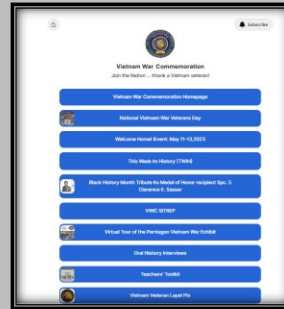 Subscribe
Vietnam War Commemoration
Join the Nation ... thank a Vietnam veteran!
Vietnam War Commemoration Homepage
National Vietnam War Veterans Day
Welcome Home! Event: May 11-13, 2023
This Week in History (TWIH)
Black History Month Tribute to Medal of Honor recipient Spc. 5
Clarence E. Sasser
VWC SITREP
Virtual Tour of the Pentagon Vietnam War Exhibit
Oral History Interviews
Teachers' Toolkit
Vietnam Veteran Lapel Pin